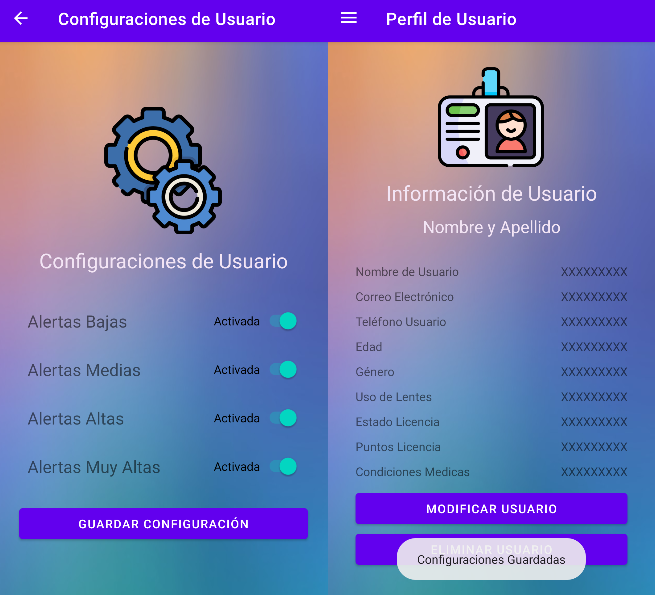 Configuraciones de Usuario
Configuraciones de Usuario
Alertas Bajas Activada
Alertas Medias Activada
Alertas Altas Activada
Alertas Muy Altas Activada
GUARDAR CONFIGURACIÓN
Perfil de Usuario
Información de Usuario
Nombre y Apellido
Nombre de Usuario XXXXXXXXX
Correo Electrónico XXXXXXXXX
Teléfono Usuario XXXXXXXXX
Edad XXXXXXXXX
Género XXXXXXXXX
Uso de Lentes XXXXXXXXX
Estado Licencia XXXXXXXXX
Puntos Licencia XXXXXXXXX
Condiciones Medicas XXXXXXXXX
MODIFICAR USUARIO
ELIMINAR USUARIO
Configuraciones Guardadas